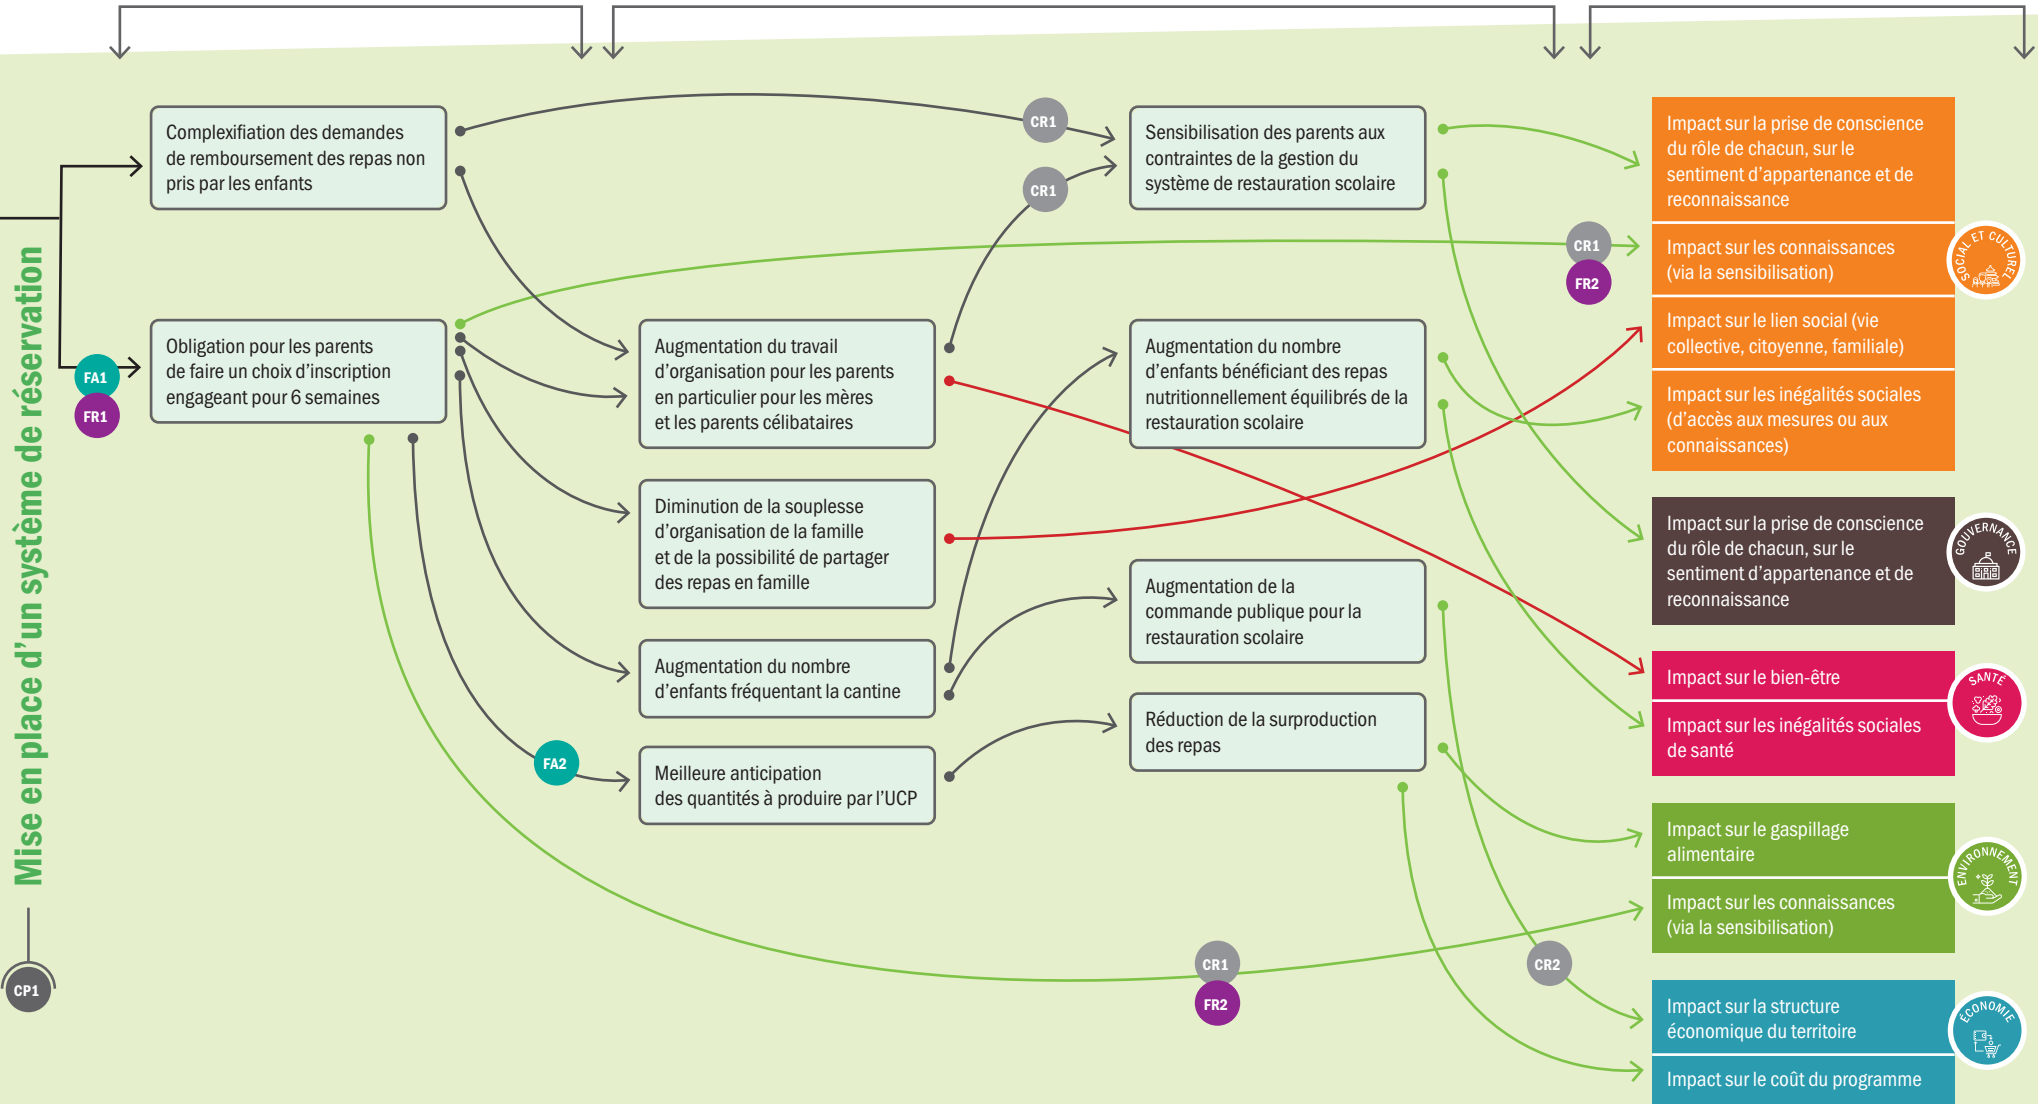 Mise en place d'un système de réservation
CP1
FA1
FR1
Complexifiation des demandes
de remboursement des repas non
pris par les enfants
Obligation pour les parents
de faire un choix d'inscription
engageant pour 6 semaines
FA2
Augmentation du travail
d'organisation pour les parents
en particulier pour les mères
et les parents célibataires
Diminution de la souplesse
d'organisation de la famille
et de la possibilité de partager
des repas en famille
Augmentation du nombre
d'enfants fréquentant la cantine
Meilleure anticipation
des quantités à produire par l'UCP
CR1
CR1
Sensibilisation des parents aux
contraintes de la gestion du
système de restauration scolaire
Augmentation du nombre
d'enfants bénéficiant des repas
nutritionnellement équilibrés de la
restauration scolaire
Augmentation de la
commande publique pour la
restauration scolaire
Réduction de la surproduction
des repas
CR1
FR2
CR1
FR2
CR2
Impact sur la prise de conscience
du rôle de chacun, sur le
sentiment d'appartenance et de
reconnaissance
Impact sur les connaissances
(via la sensibilisation)
Impact sur le lien social (vie
collective, citoyenne, familiale)
Impact sur les inégalités sociales
(d'accès aux mesures ou aux
connaissances)
SOCIAL ET CULTUREL
Impact sur la prise de conscience
du rôle de chacun, sur le
sentiment d'appartenance et de
reconnaissance
GOUVERNANCE
Impact sur le bien-être
Impact sur les inégalités sociales
de santé
SANTÉ
Impact sur le gaspillage
alimentaire
Impact sur les connaissances
(via la sensibilisation)
ENVIRONNEMENT
Impact sur la structure
économique du territoire
Impact sur le coût du programme
ÉCONOMIE